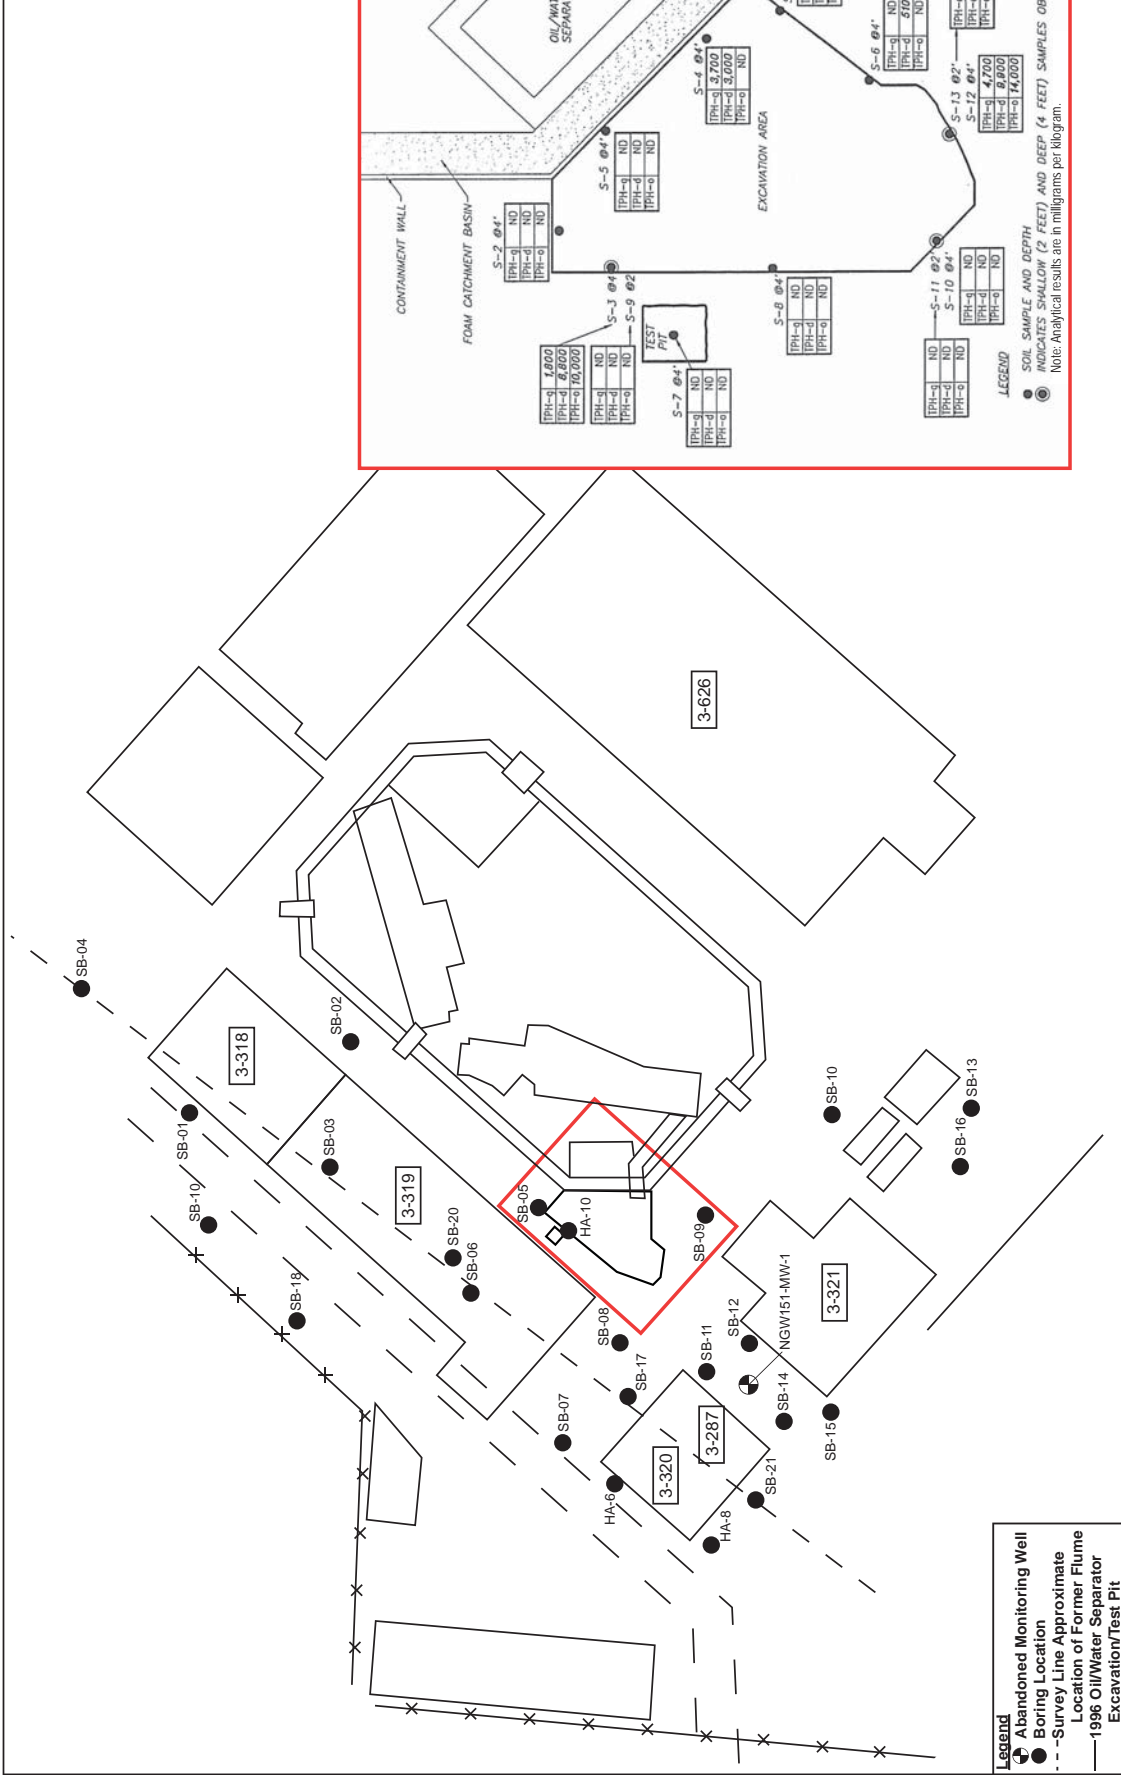 CONTAINMENT WALL
FOAM CATCHMENT BASIN
S-2 @4'
TPH-g ND
TPH-d ND
TPH-o ND
S-5 @4'
TPH-g ND
TPH-d ND
TPH-o ND
S-4 @4'
TPH-g 3,700
TPH-d 3,000
TPH-o ND
S-6 @4'
TPH-g ND
TPH-d 510
TPH-o ND
TPH-g 1,800
TPH-d 8,800
TPH-o 10,000
S-3 @4'
TPH-g ND
TPH-d ND
TPH-o ND
S-9 @2
TEST
PIT
S-7 @4'
TPH-g ND
TPH-d ND
TPH-o ND
S-8 @4'
TPH-g ND
TPH-d ND
TPH-o ND
EXCAVATION AREA
S-13 @2'
S-12 @4'
TPH-g 4,700
TPH-d 9,900
TPH-o 14,000
S-11 @2'
S-10 @4'
TPH-g ND
TPH-d ND
TPH-o ND
TPH-g ND
TPH-d ND
TPH-o ND
LEGEND
SOIL SAMPLE AND DEPTH
INDICATES SHALLOW (2 FEET) AND DEEP (4 FEET) SAMPLES OB
Note: Analytical results are in milligrams per kilogram.
SB-04
SB-02
3-318
SB-01
SB-03
SB-10
3-319
SB-18
SB-20
SB-06
SB-05
HA-10
SB-09
3-626
SB-10
SB-13
SB-16
SB-08
SB-17
SB-07
SB-11
SB-12
NGW151-MW-1
3-321
SB-14
SB-15
3-287
3-320
HA-6
SB-21
HA-8
Legend
Abandoned Monitoring Well
Boring Location
Survey Line Approximate
Location of Former Flume
1996 Oil/Water Separator
Excavation/Test Pit